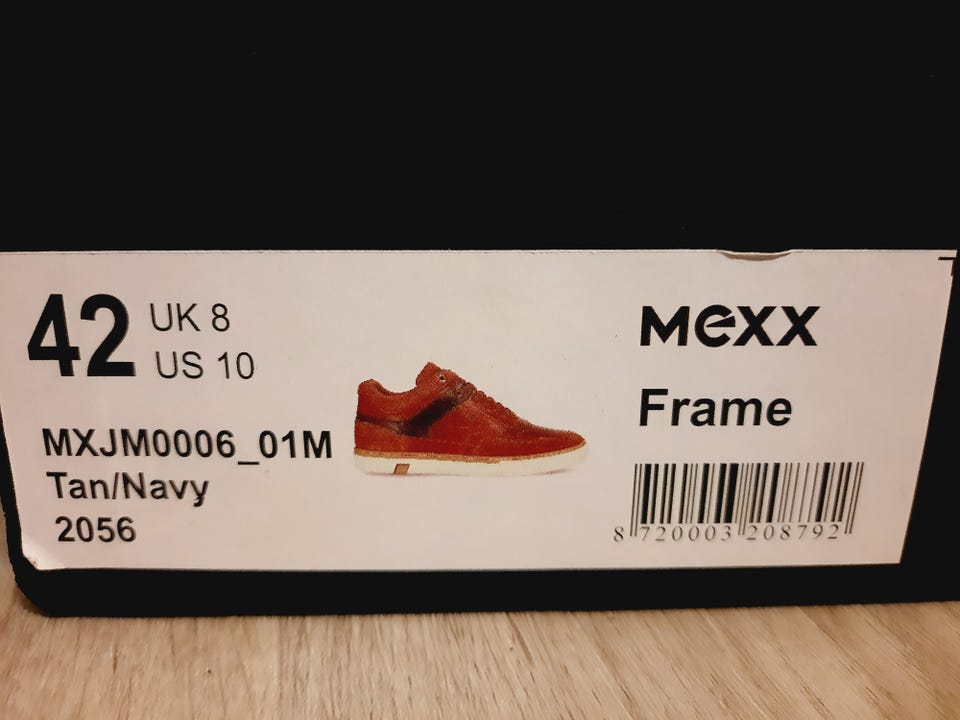 42 UK 8
US 10
MXJM0006_01M
Tan/Navy
2056
Mexx
Frame
8 720003 208792